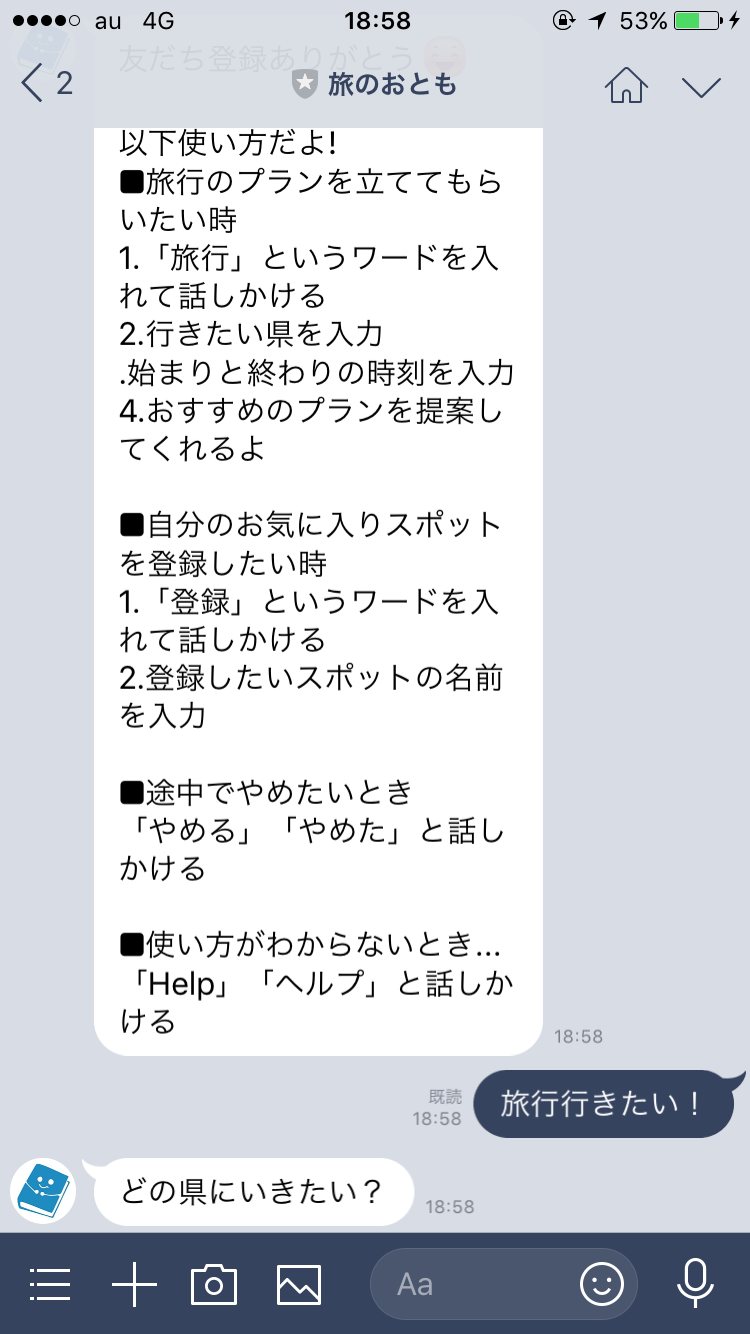 au 4G 18:58 53%
友だち登録ありがとう
2 旅のおとも
以下使い方だよ!
■旅行のプランを立ててもら
いたい時
1.「旅行」というワードを入
れて話しかける
2.行きたい県を入力
.始まりと終わりの時刻を入力
4.おすすめのプランを提案し
てくれるよ
■自分のお気に入りスポット
を登録したい時
1.「登録」というワードを入
れて話しかける
2.登録したいスポットの名前
を入力
■途中でやめたいとき
「やめる」「やめた」と話し
かける
■使い方がわからないとき...
「Help」「ヘルプ」と話しか
ける
18:58
既読
18:58
旅行行きたい！
どの県にいきたい？
18:58
Aa